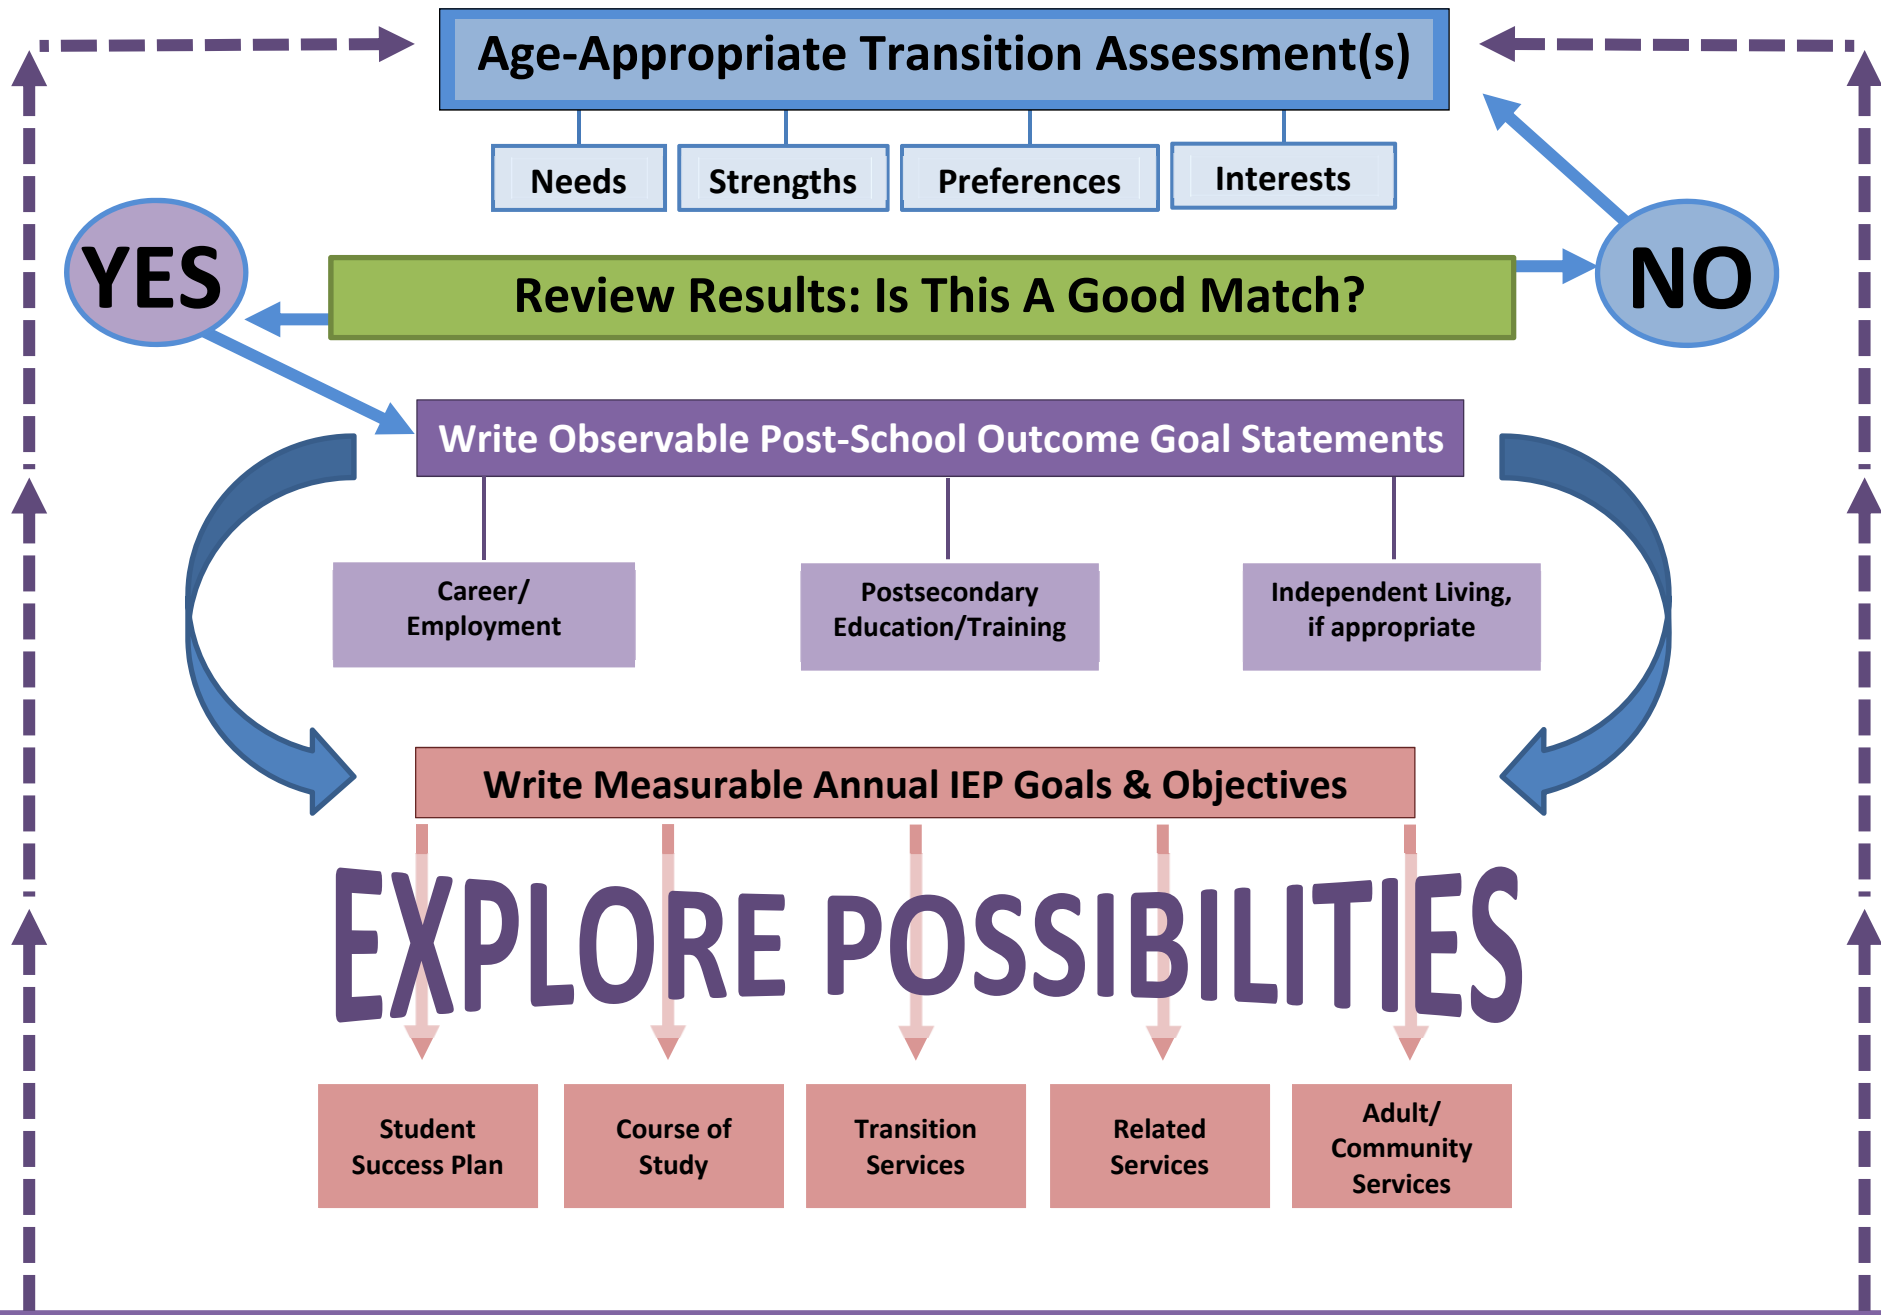 Age-Appropriate Transition Assessment(s)
Needs
Strengths
Preferences
Interests
YES
Review Results: Is This A Good Match?
NO
Write Observable Post-School Outcome Goal Statements
Career/
Employment
Postsecondary
Education/Training
Independent Living,
if appropriate
Write Measurable Annual IEP Goals & Objectives
EXPLORE POSSIBILITIES
Student
Success Plan
Course of
Study
Transition
Services
Related
Services
Adult/
Community
Services